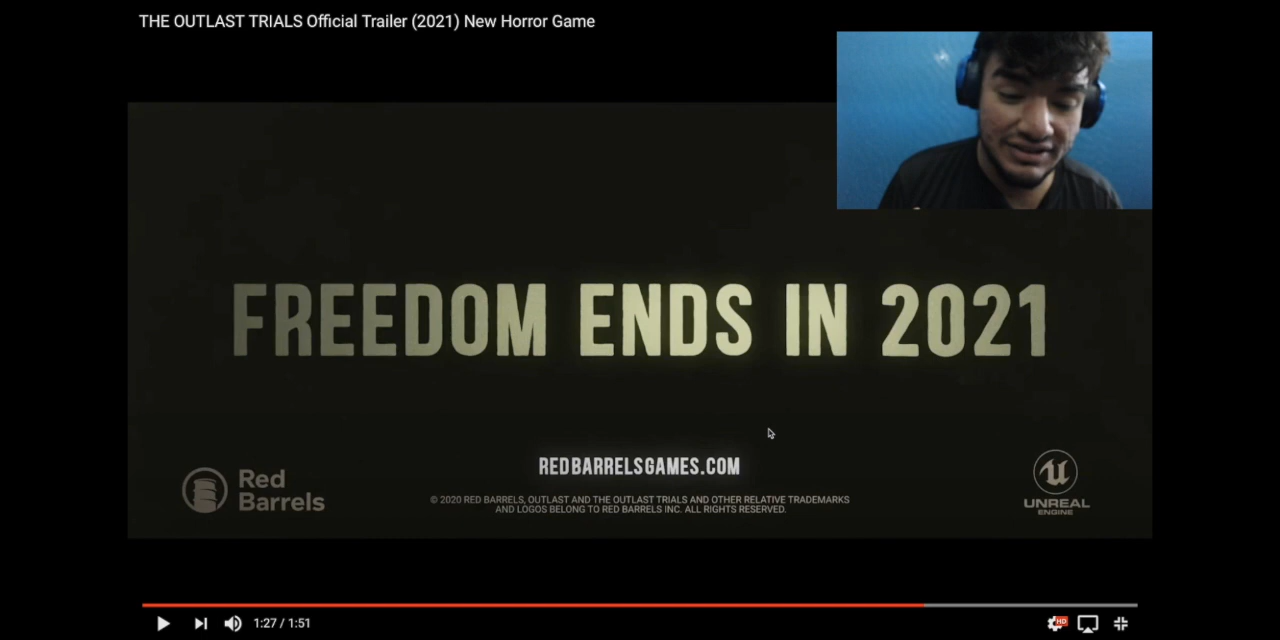 THE OUTLAST TRIALS Official Trailer (2021) New Horror Game
FREEDOM ENDS IN 2021
REDBARRELSGAMES.COM
Red
Barrels
© 2020 RED BARRELS, OUTLAST AND THE OUTLAST TRIALS AND OTHER RELATIVE TRADEMARKS
AND LOGOS BELONG TO RED BARRELS INC. ALL RIGHTS RESERVED.
UNREAL
ENGINE
1:27 / 1:51
HD